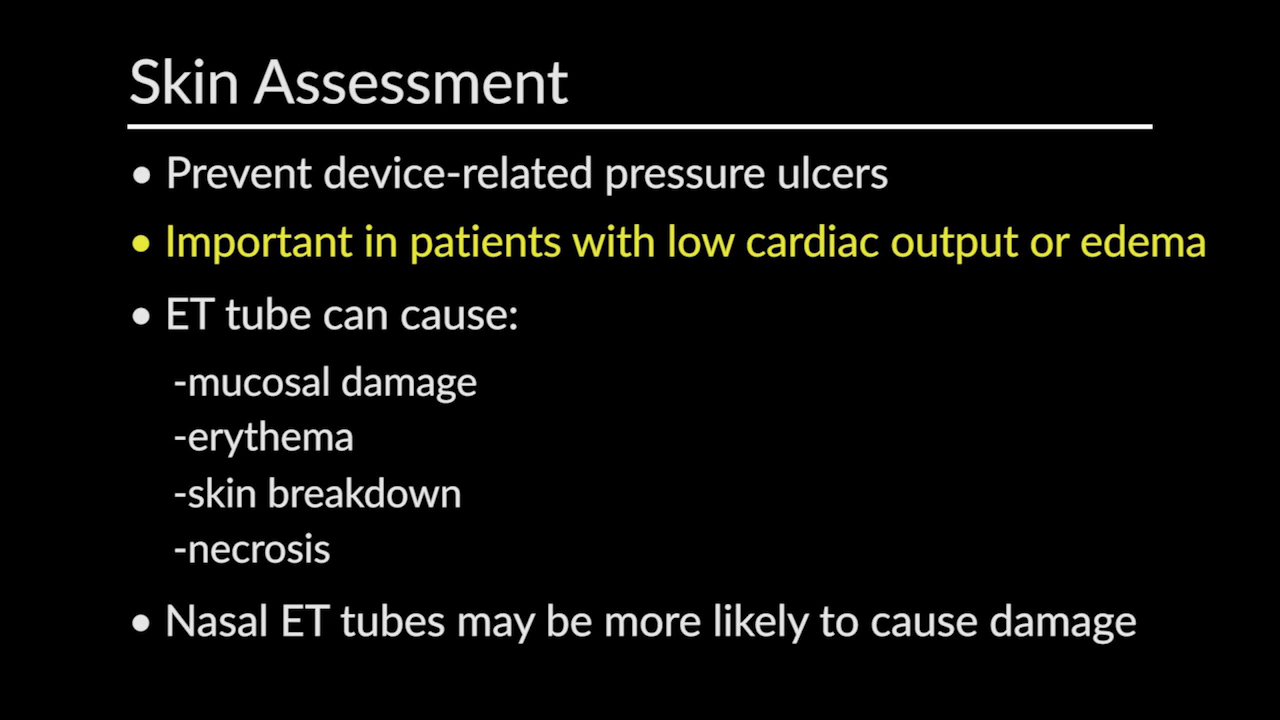 Skin Assessment
• Prevent device-related pressure ulcers
• Important in patients with low cardiac output or edema
• ET tube can cause:
-mucosal damage
-erythema
-skin breakdown
-necrosis
• Nasal ET tubes may be more likely to cause damage